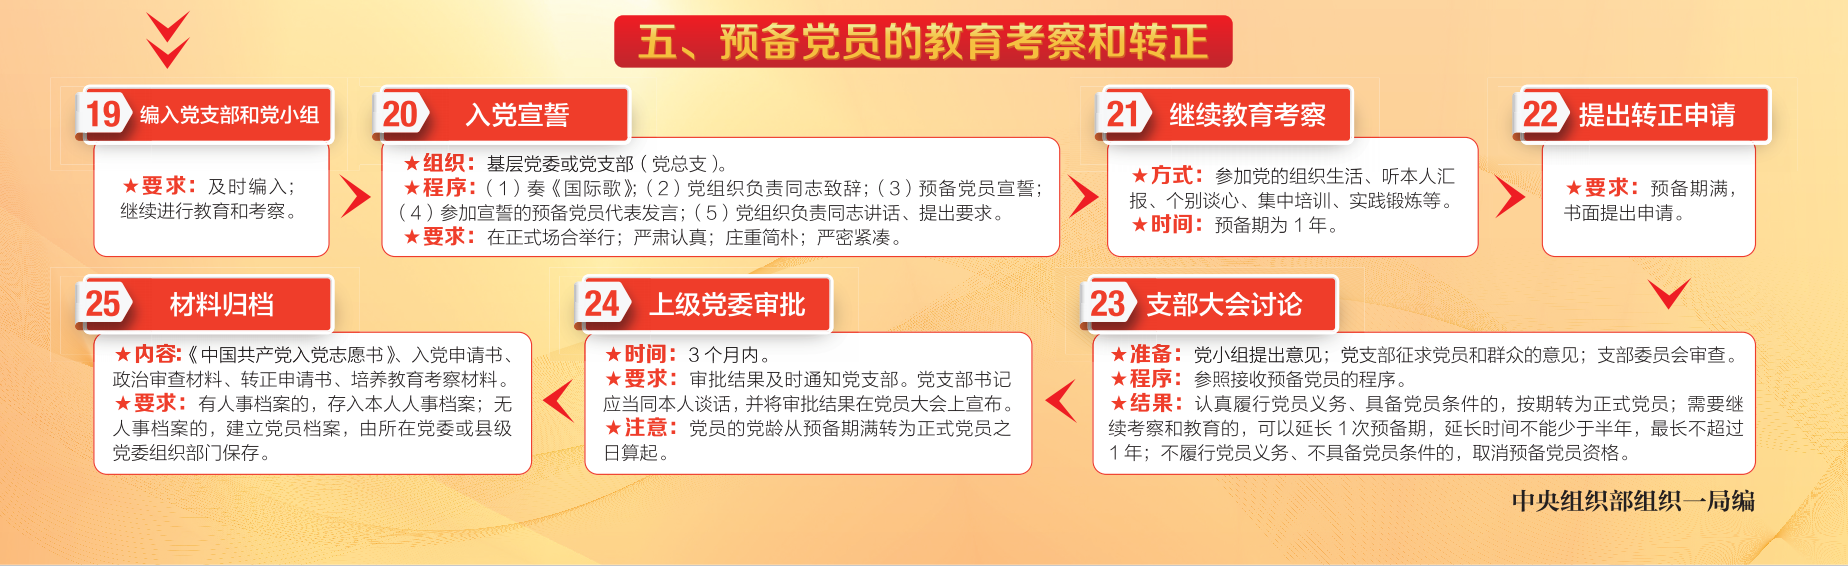 五、预备党员的教育考察和转正
19 编入党支部和党小组
★要求：及时编入；
继续进行教育和考察。
20 入党宣誓
★组织：基层党委或党支部（党总支）。
★程序：（1）奏《国际歌》；（2）党组织负责同志致辞；（3）预备党员宣誓；
（4）参加宣誓的预备党员代表发言；（5）党组织负责同志讲话、提出要求。
★要求：在正式场合举行；严肃认真；庄重简朴；严密紧凑。
21 继续教育考察
★方式：参加党的组织生活、听本人汇
报、个别谈心、集中培训、实践锻炼等。
★时间：预备期为1年。
22 提出转正申请
★要求：预备期满，
书面提出申请。
23 支部大会讨论
★准备：党小组提出意见；党支部征求党员和群众的意见；支部委员会审查。
★程序：参照接收预备党员的程序。
★结果：认真履行党员义务、具备党员条件的，按期转为正式党员；需要继
续考察和教育的，可以延长1次预备期，延长时间不能少于半年，最长不超过
1年；不履行党员义务、不具备党员条件的，取消预备党员资格。
24 上级党委审批
★时间：3个月内。
★要求：审批结果及时通知党支部。党支部书记
应当同本人谈话，并将审批结果在党员大会上宣布。
★注意：党员的党龄从预备期满转为正式党员之
日算起。
25 材料归档
★内容：《中国共产党入党志愿书》、入党申请书、
政治审查材料、转正申请书、培养教育考察材料。
★要求：有人事档案的，存入本人人事档案；无
人事档案的，建立党员档案，由所在党委或县级
党委组织部门保存。
中央组织部组织一局编